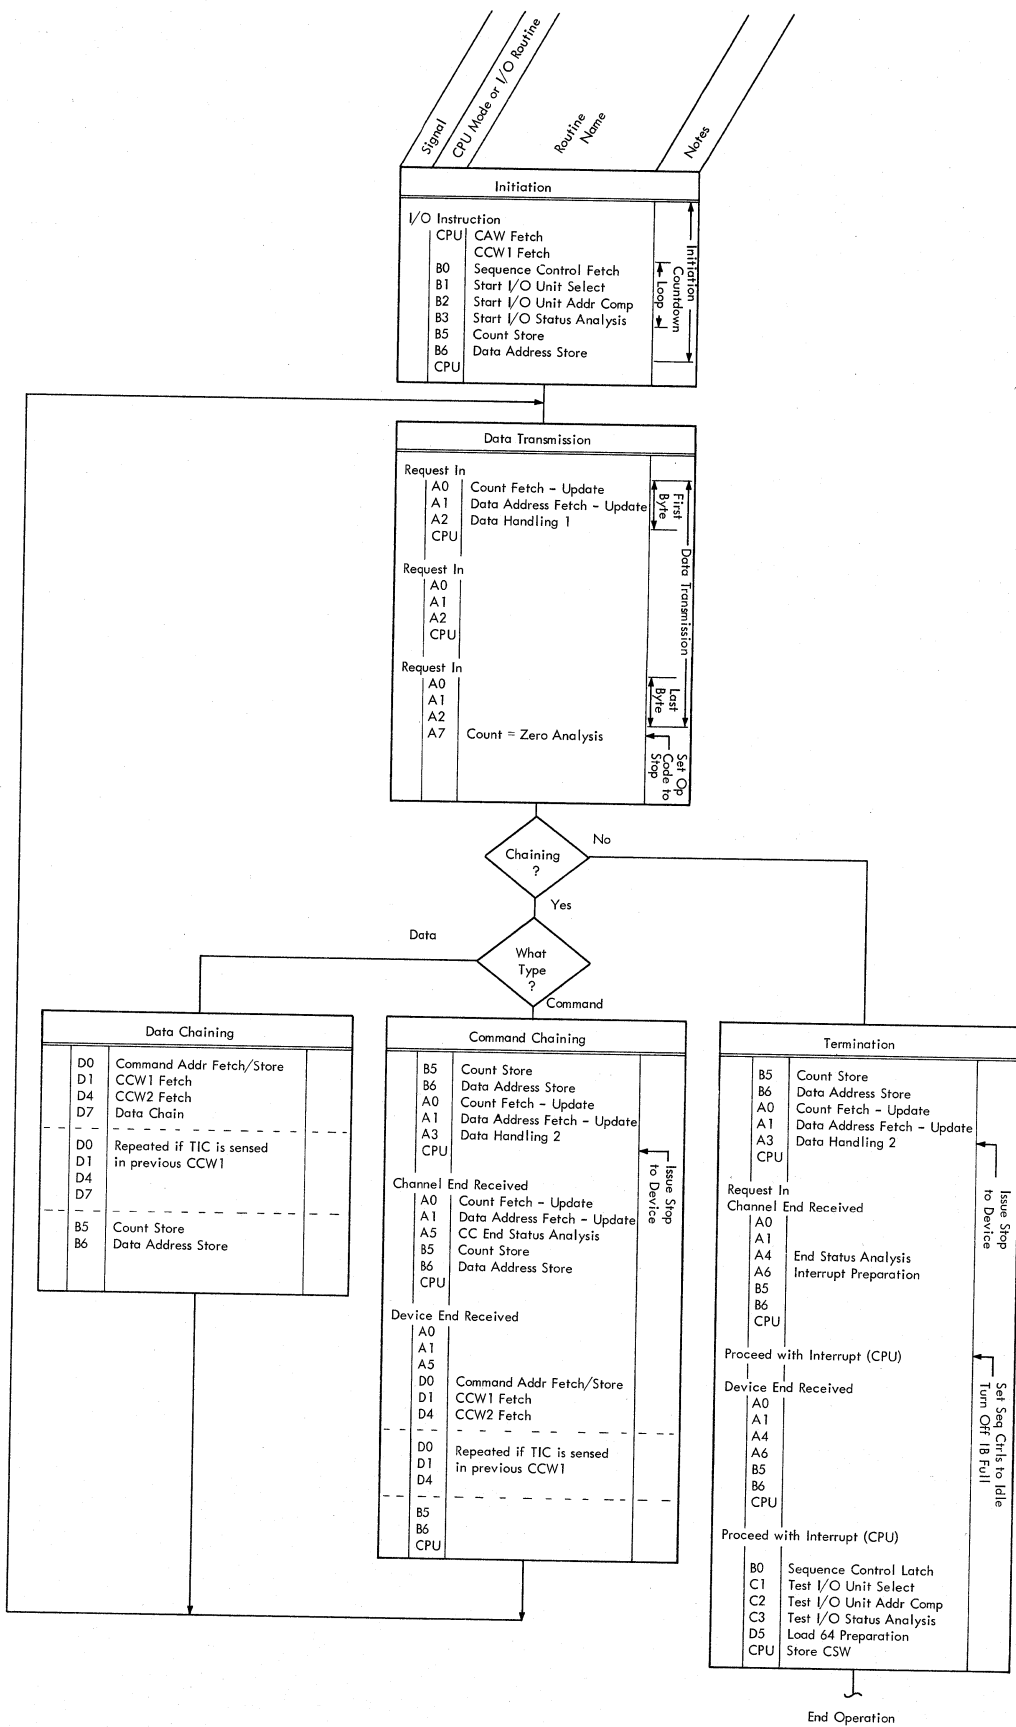 Signal
CPU Mode or I/O Routine
Routine
Name
Notes
Initiation
I/O Instruction
CPU CAW Fetch
CCW1 Fetch
B0 Sequence Control Fetch
B1 Start I/O Unit Select
B2 Start I/O Unit Addr Comp
B3 Start I/O Status Analysis
B5 Count Store
B6 Data Address Store
CPU
Initiation
Countdown
Loop
Data Transmission
Request In
A0 Count Fetch - Update
A1 Data Address Fetch - Update
A2 Data Handling 1
CPU
Request In
A0
A1
A2
CPU
Request In
A0
A1
A2
A7 Count = Zero Analysis
First
Byte
Data Transmission
Last
Byte
Set Op
Code to
Stop
Chaining
?
No
Yes
What
Type
?
Data
Command
Data Chaining
D0 Command Addr Fetch/Store
D1 CCW1 Fetch
D4 CCW2 Fetch
D7 Data Chain
D0 Repeated if TIC is sensed
D1 in previous CCW1
D4
D7
B5 Count Store
B6 Data Address Store
Command Chaining
B5 Count Store
B6 Data Address Store
A0 Count Fetch - Update
A1 Data Address Fetch - Update
A3 Data Handling 2
CPU
Issue Stop
to Device
Channel End Received
A0 Count Fetch - Update
A1 Data Address Fetch - Update
A5 CC End Status Analysis
B5 Count Store
B6 Data Address Store
CPU
Device End Received
A0
A1
A5
D0 Command Addr Fetch/Store
D1 CCW1 Fetch
D4 CCW2 Fetch
D0 Repeated if TIC is sensed
D1 in previous CCW1
D4
B5
B6
CPU
Termination
B5 Count Store
B6 Data Address Store
A0 Count Fetch - Update
A1 Data Address Fetch - Update
A3 Data Handling 2
CPU
Issue Stop
to Device
Request In
Channel End Received
A0
A1
A4 End Status Analysis
A6 Interrupt Preparation
B5
B6
CPU
Proceed with Interrupt (CPU)
Set Seq Ctrls to Idle
Turn Off IB Full
Device End Received
A0
A1
A4
A6
B5
B6
CPU
Proceed with Interrupt (CPU)
B0 Sequence Control Latch
C1 Test I/O Unit Select
C2 Test I/O Unit Addr Comp
C3 Test I/O Status Analysis
D5 Load 64 Preparation
CPU Store CSW
End Operation